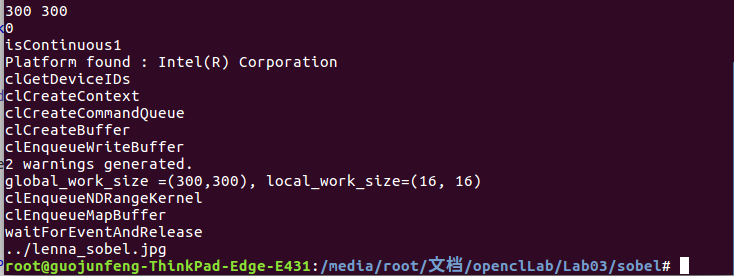 300 300
0
isContinuous1
Platform found : Intel(R) Corporation
clGetDeviceIDs
clCreateContext
clCreateCommandQueue
clCreateBuffer
clEnqueueWriteBuffer
2 warnings generated.
global_work_size =(300,300), local_work_size=(16, 16)
clEnqueueNDRangeKernel
clEnqueueMapBuffer
waitForEventAndRelease
../lenna_sobel.jpg
root@guojunfeng-ThinkPad-Edge-E431:/media/root/文档/openclLab/Lab03/sobel#